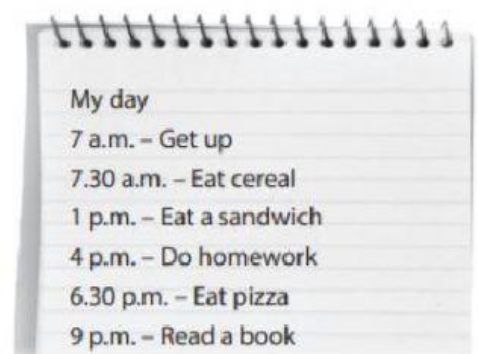 My day
7 a.m. – Get up
7.30 a.m. – Eat cereal
1 p.m. – Eat a sandwich
4 p.m. – Do homework
6.30 p.m. – Eat pizza
9 p.m. – Read a book